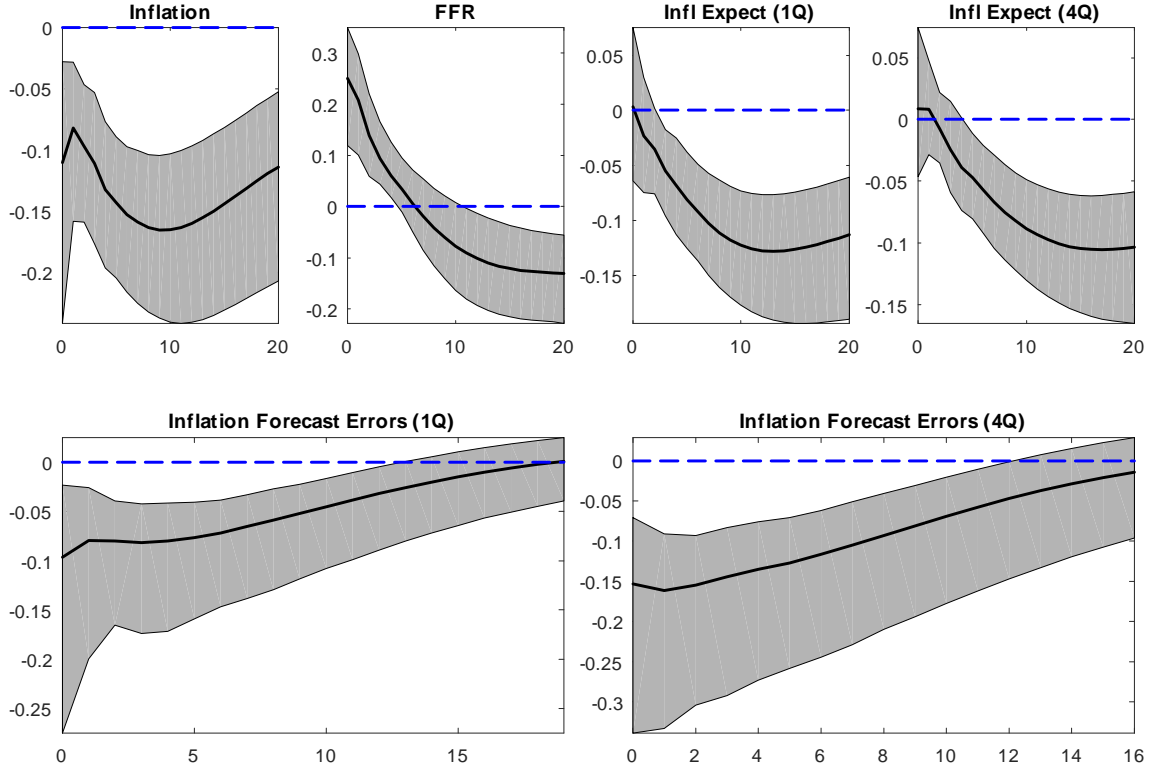 Inflation
FFR
Infl Expect (1Q)
Infl Expect (4Q)
0
-0.05
-0.1
-0.15
-0.2
0 10 20
0.3
0.2
0.1
0
-0.1
-0.2
0 10 20
0.05
0
-0.05
-0.1
-0.15
0 10 20
0.05
0
-0.05
-0.1
-0.15
0 10 20
Inflation Forecast Errors (1Q)
0
-0.05
-0.1
-0.15
-0.2
-0.25
0 5 10 15
Inflation Forecast Errors (4Q)
0
-0.05
-0.1
-0.15
-0.2
-0.25
-0.3
0 2 4 6 8 10 12 14 16